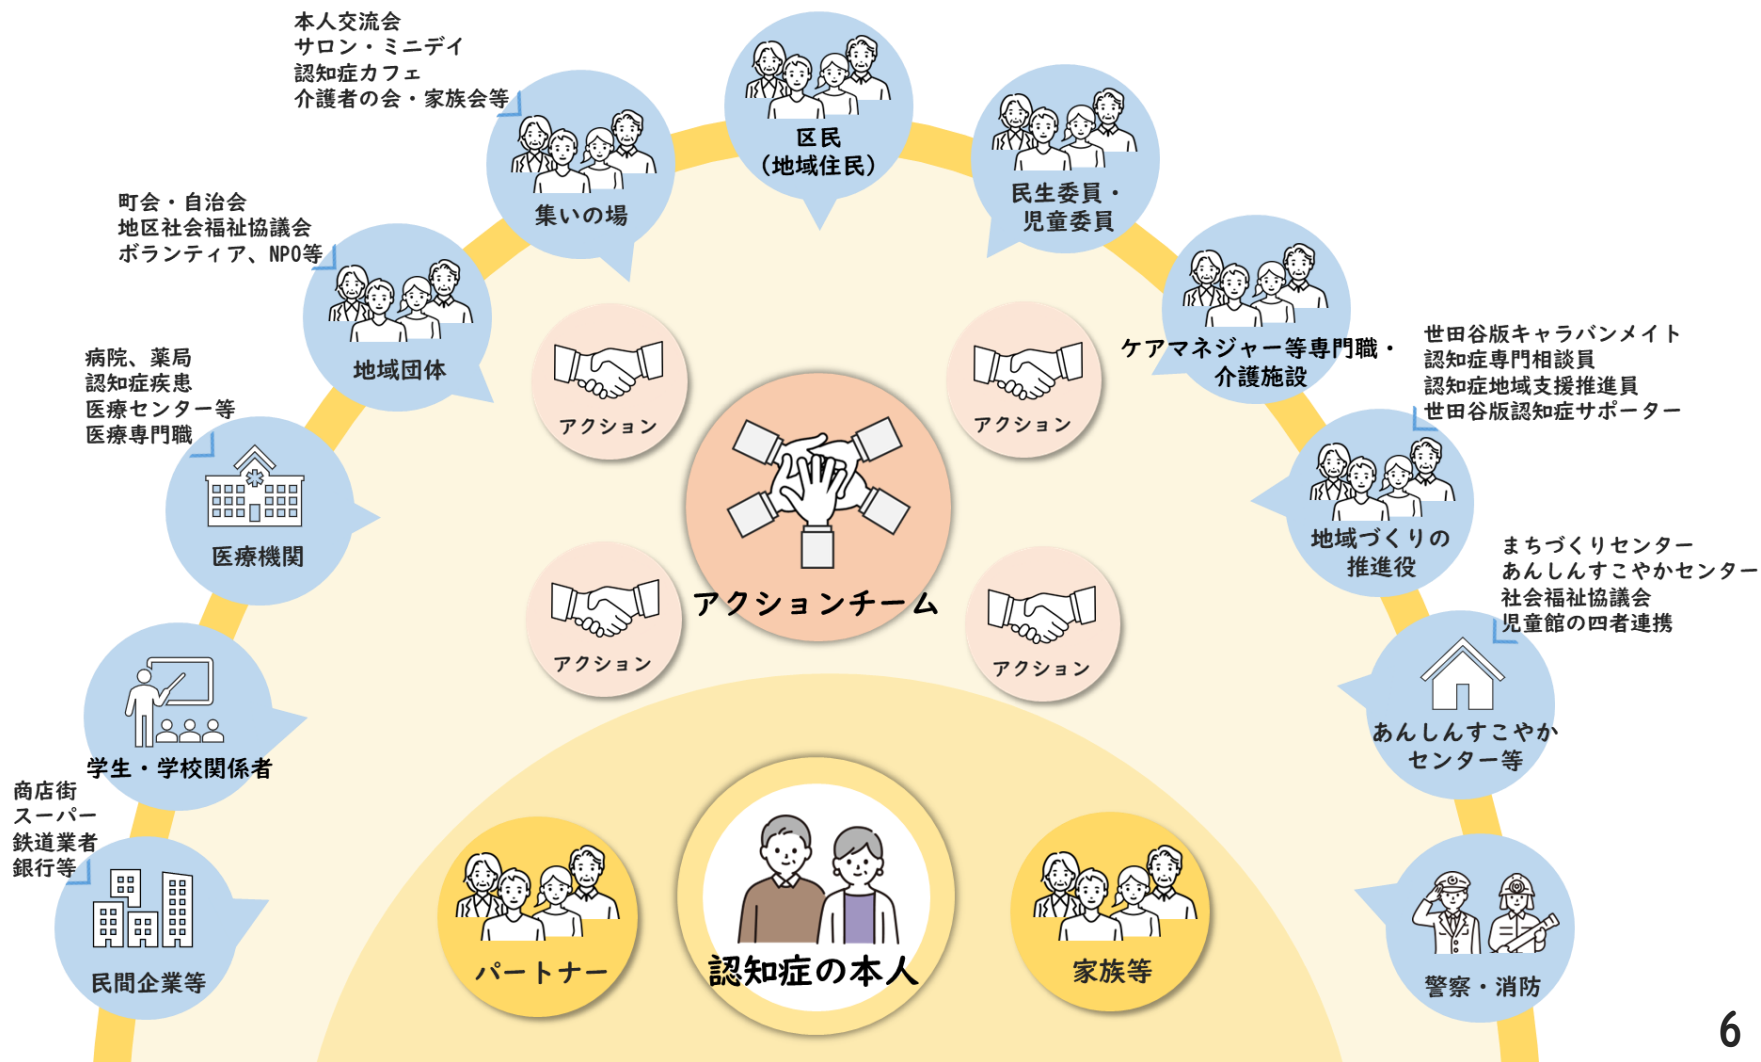 本人交流会
サロン・ミニデイ
認知症カフェ
介護者の会・家族会等
集いの場
区民
(地域住民)
民生委員・
児童委員
町会・自治会
地区社会福祉協議会
ボランティア、NPO等
地域団体
ケアマネジャー等専門職・
介護施設
病院、薬局
認知症疾患
医療センター等
医療専門職
医療機関
世田谷版キャラバンメイト
認知症専門相談員
認知症地域支援推進員
世田谷版認知症サポーター
地域づくりの
推進役
アクション
アクション
アクションチーム
アクション
アクション
まちづくりセンター
あんしんすこやかセンター
社会福祉協議会
児童館の四者連携
あんしんすこやか
センター等
学生・学校関係者
商店街
スーパー
鉄道業者
銀行等
民間企業等
パートナー
認知症の本人
家族等
警察・消防
6